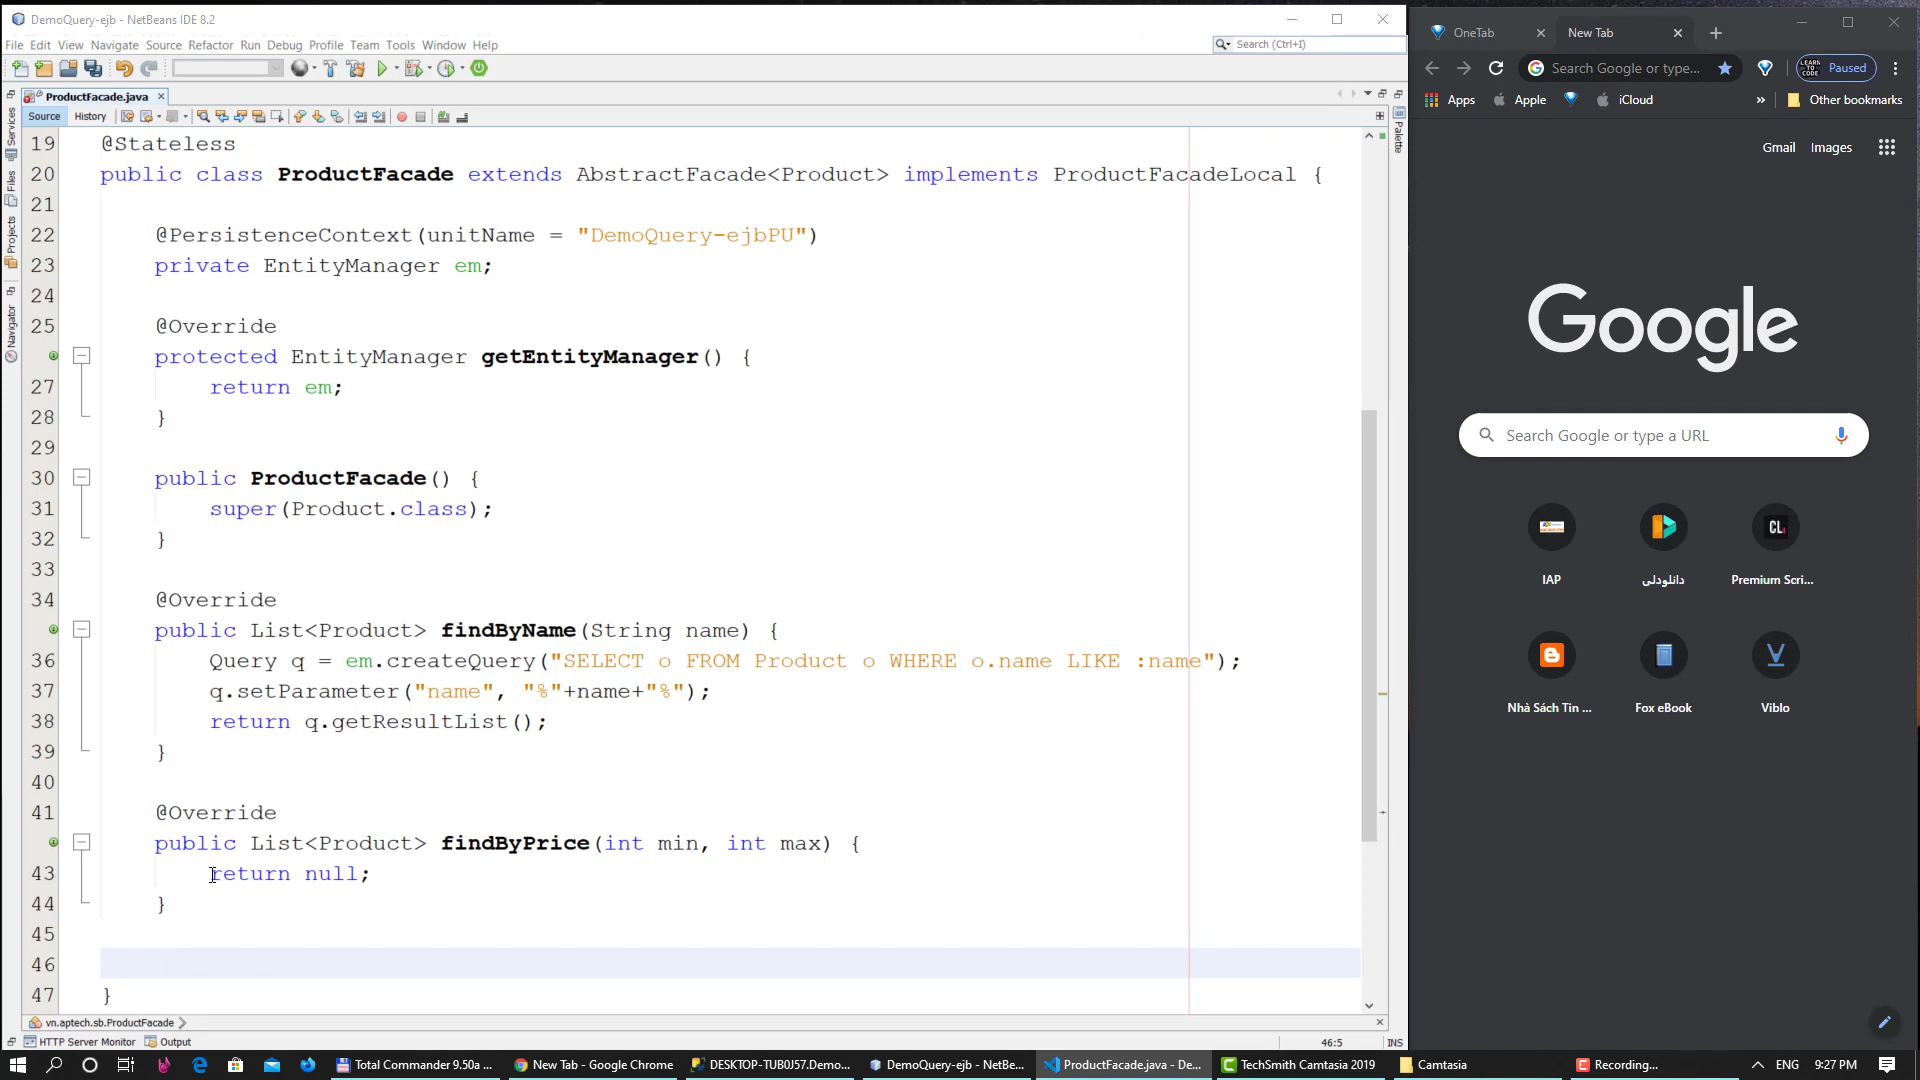 DemoQuery-ejb - NetBeans IDE 8.2
File Edit View Navigate Source Refactor Run Debug Profile Team Tools Window Help
Search (Ctrl+I)
ProductFacade.java
Source History
Services
Files
Projects
Navigator
Palette
19 @Stateless
20 public class ProductFacade extends AbstractFacade<Product> implements ProductFacadeLocal {
21
22 @PersistenceContext(unitName = "DemoQuery-ejbPU")
23 private EntityManager em;
24
25 @Override
protected EntityManager getEntityManager() {
27 return em;
28 }
29
30 public ProductFacade() {
31 super(Product.class);
32 }
33
34 @Override
public List<Product> findByName(String name) {
36 Query q = em.createQuery("SELECT o FROM Product o WHERE o.name LIKE :name");
37 q.setParameter("name", "%"+name+"%");
38 return q.getResultList();
39 }
40
41 @Override
public List<Product> findByPrice(int min, int max) {
43 return null;
44 }
45
46
47 }
vn.aptech.sb.ProductFacade
HTTP Server Monitor Output
46:5 INS
OneTab
New Tab
Search Google or type...
LEARN TO CODE
Paused
Apps Apple iCloud » Other bookmarks
Gmail Images
Google
Search Google or type a URL
CL.
IAP
دانلودلی
Premium Scri...
Nhà Sách Tin ...
Fox eBook
Viblo
Total Commander 9.50a ...
New Tab - Google Chrome
DESKTOP-TUB0J57.Demo...
DemoQuery-ejb - NetBe...
ProductFacade.java - De...
TechSmith Camtasia 2019
Camtasia
Recording...
ENG 9:27 PM